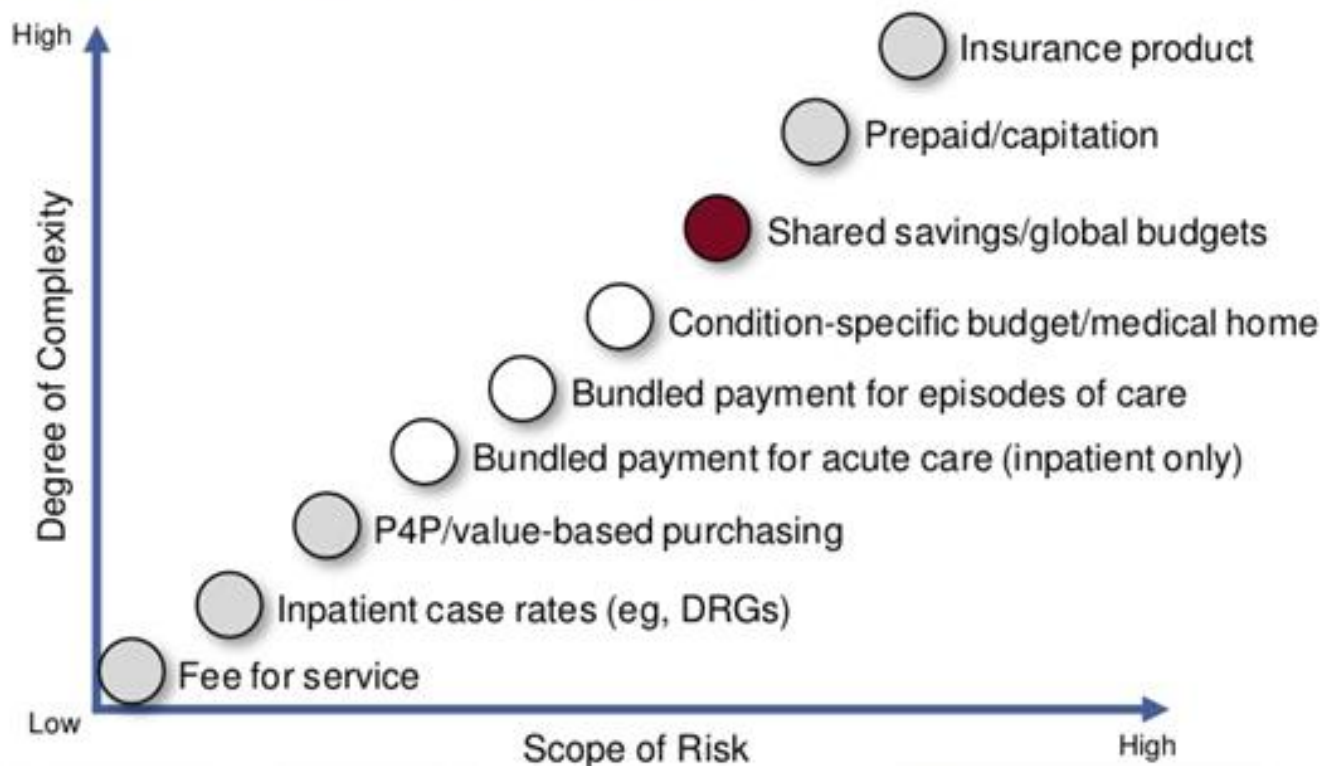 High
Insurance product
Prepaid/capitation
Shared savings/global budgets
Condition-specific budget/medical home
Bundled payment for episodes of care
Bundled payment for acute care (inpatient only)
P4P/value-based purchasing
Inpatient case rates (eg, DRGs)
Fee for service
Degree of Complexity
Low
Scope of Risk
High